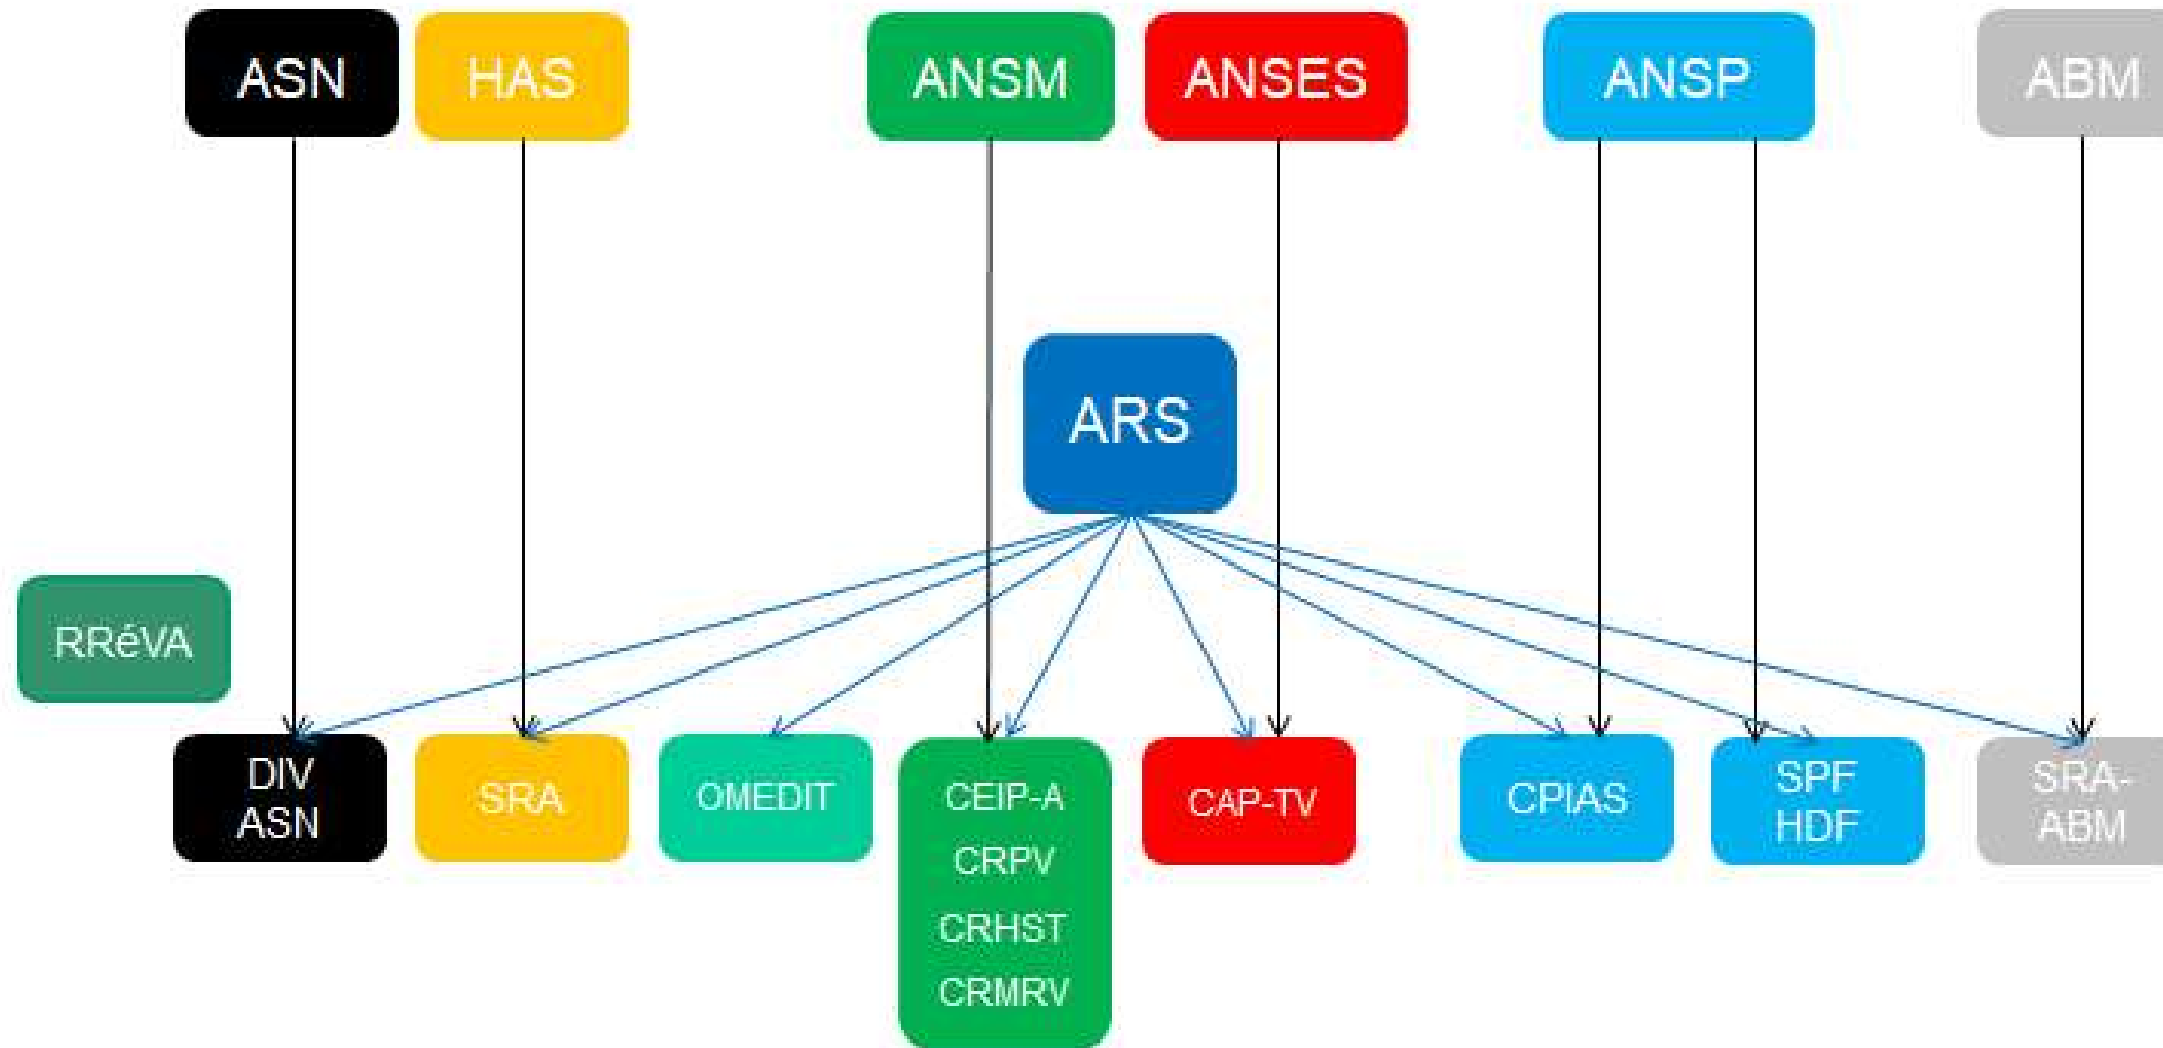 ASN
HAS
ANSM
ANSES
ANSP
ABM
ARS
RRéVA
DIV
ASN
SRA
OMEDIT
CEIP-A
CRPV
CRHST
CRMRV
CAP-TV
CPIAS
SPF
HDF
SRA-
ABM